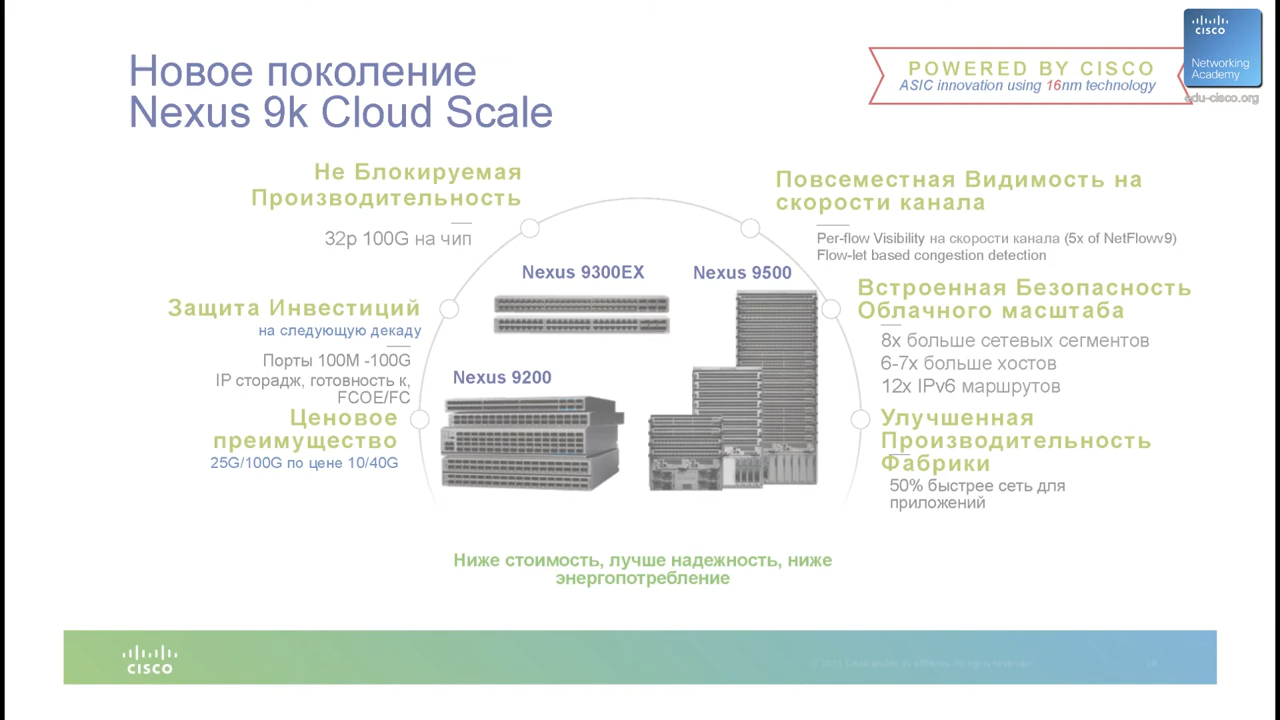 Новое поколение
Nexus 9k Cloud Scale
POWERED BY CISCO
ASIC innovation using 16nm technology
CISCO
Networking
Academy
edu-cisco.org
Не Блокируемая
Производительность
32p 100G на чип
Защита Инвестиций
на следующую декаду
Порты 100M -100G
IP сторадж, готовность к,
FCOE/FC
Ценовое
преимущество
25G/100G по цене 10/40G
Nexus 9300EX
Nexus 9500
Nexus 9200
Повсеместная Видимость на
скорости канала
Per-flow Visibility на скорости канала (5x of NetFlowv9)
Flow-let based congestion detection
Встроенная Безопасность
Облачного масштаба
8x больше сетевых сегментов
6-7x больше хостов
12x IPv6 маршрутов
Улучшенная
Производительность
Фабрики
50% быстрее сеть для
приложений
Ниже стоимость, лучше надежность, ниже
энергопотребление
CISCO